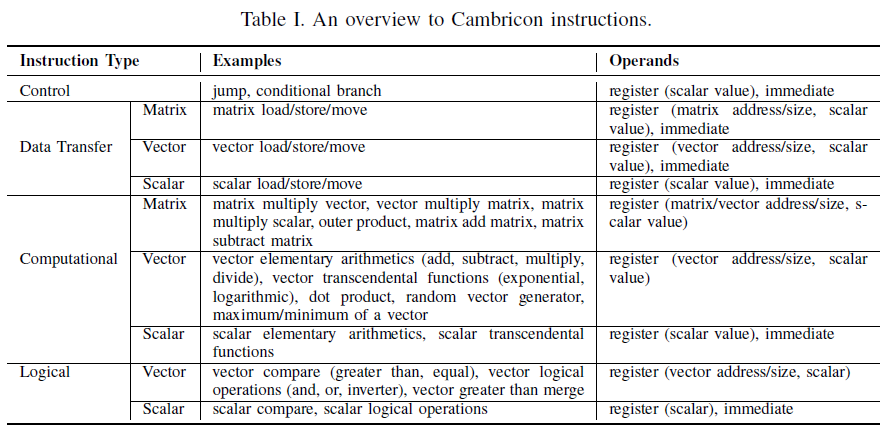 Table I. An overview to Cambricon instructions.
Instruction Type Examples Operands
Control jump, conditional branch register (scalar value), immediate
Data Transfer Matrix matrix load/store/move register (matrix address/size, scalar
value), immediate
Vector vector load/store/move register (vector address/size, scalar
value), immediate
Scalar scalar load/store/move register (scalar value), immediate
Computational Matrix matrix multiply vector, vector multiply matrix, matrix
multiply scalar, outer product, matrix add matrix, matrix
subtract matrix
register (matrix/vector address/size, s-
calar value)
Vector vector elementary arithmetics (add, subtract, multiply,
divide), vector transcendental functions (exponential,
logarithmic), dot product, random vector generator,
maximum/minimum of a vector
register (vector address/size, scalar
value)
Scalar scalar elementary arithmetics, scalar transcendental
functions
register (scalar value), immediate
Logical Vector vector compare (greater than, equal), vector logical
operations (and, or, inverter), vector greater than merge
register (vector address/size, scalar)
Scalar scalar compare, scalar logical operations register (scalar), immediate